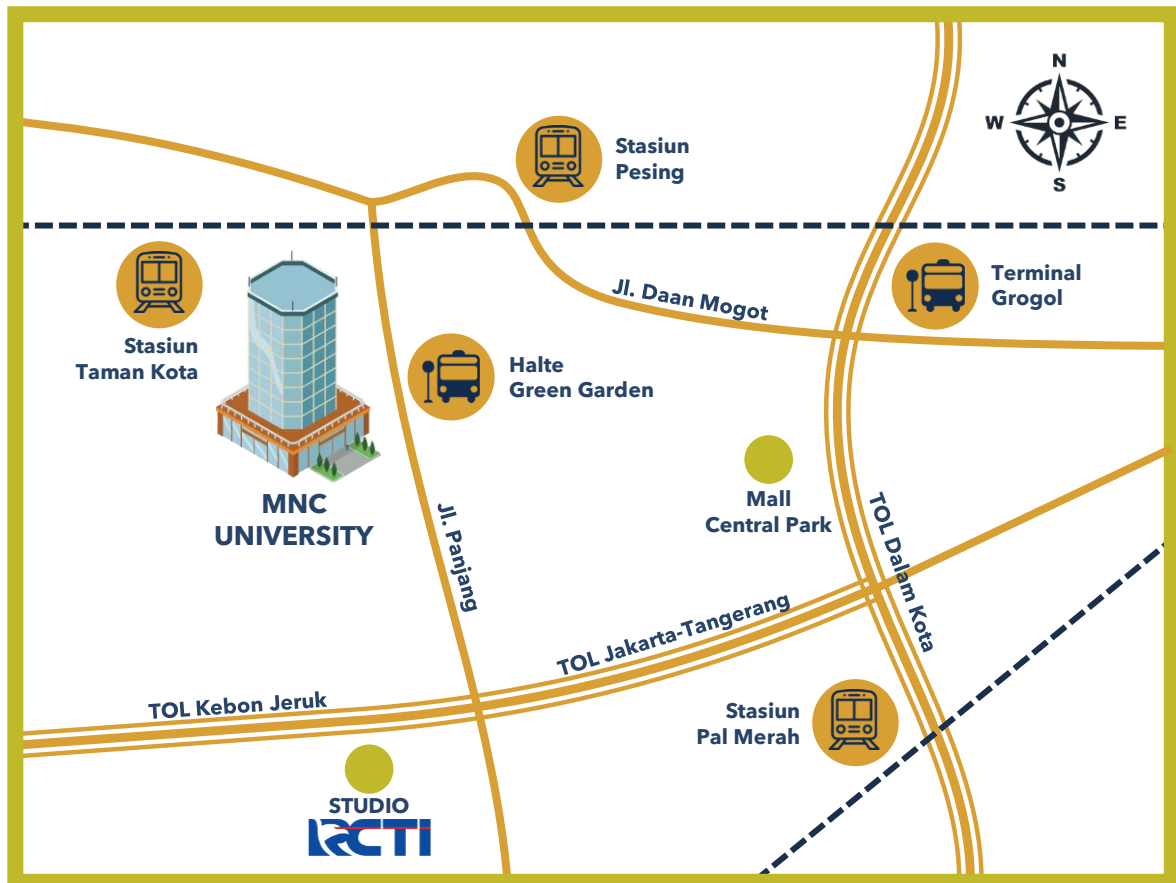 N
W
E
S
Stasiun
Pesing
Stasiun
Taman Kota
Terminal
Grogol
Jl. Daan Mogot
Halte
Green Garden
MNC
UNIVERSITY
Mall
Central Park
Jl. Panjang
TOL Dalam Kota
TOL Jakarta-Tangerang
TOL Kebon Jeruk
Stasiun
Pal Merah
STUDIO
RCTI